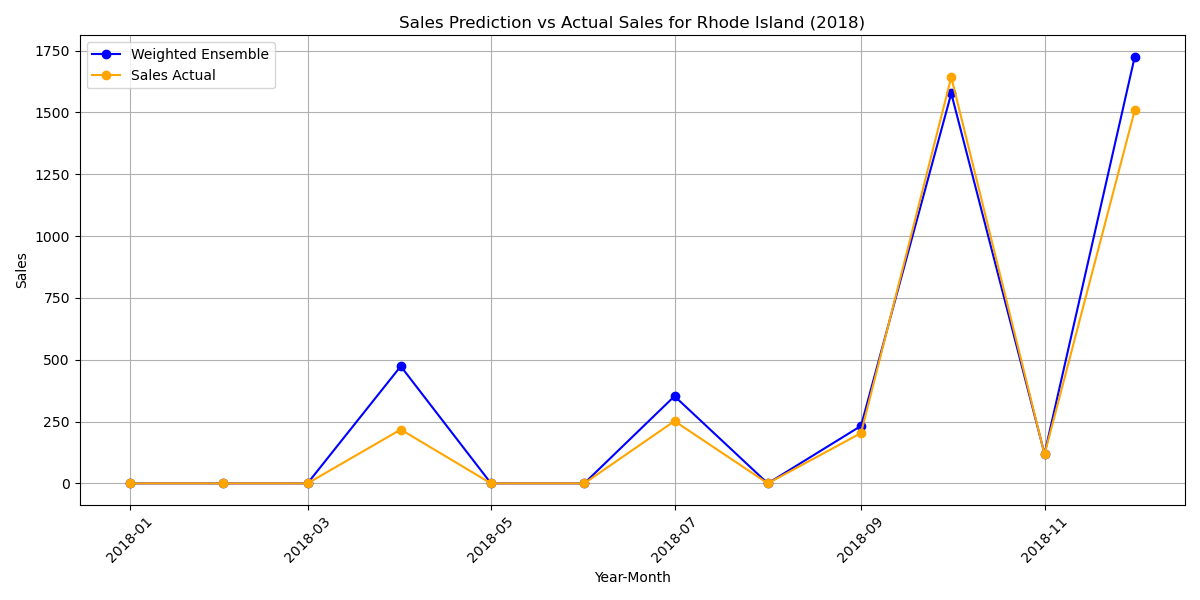 Sales Prediction vs Actual Sales for Rhode Island (2018)
Weighted Ensemble
Sales Actual
1750
1500
1250
1000
750
500
250
0
Sales
2018-01
2018-03
2018-05
2018-07
2018-09
2018-11
Year-Month